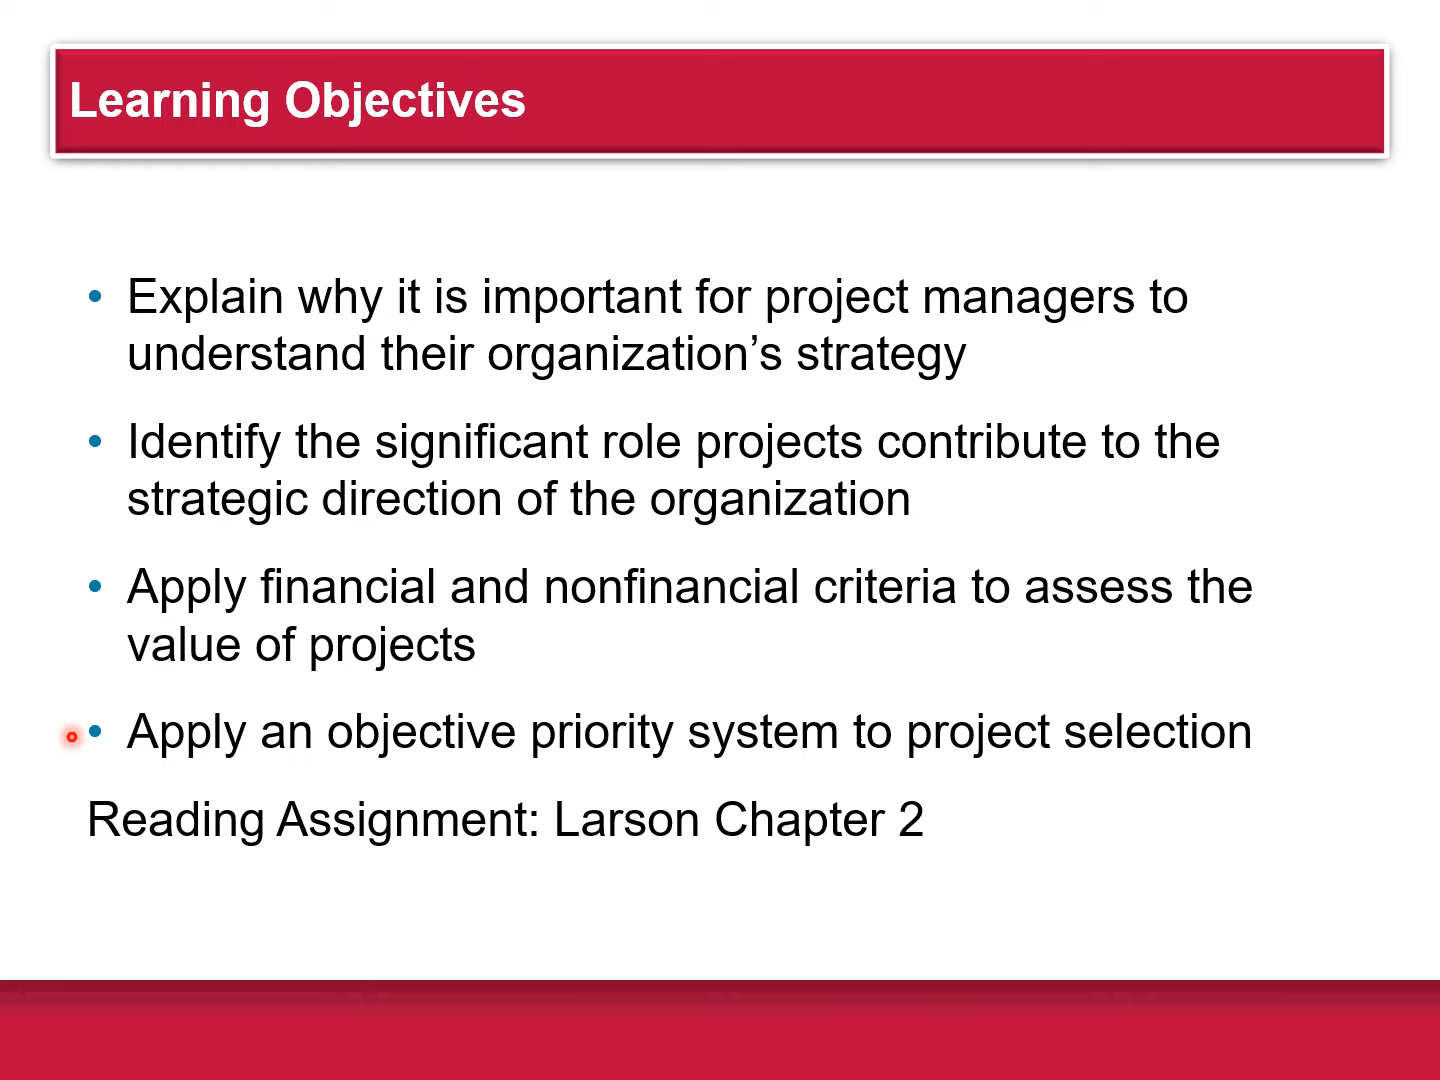 Learning Objectives
• Explain why it is important for project managers to
understand their organization’s strategy
• Identify the significant role projects contribute to the
strategic direction of the organization
• Apply financial and nonfinancial criteria to assess the
value of projects
• Apply an objective priority system to project selection
Reading Assignment: Larson Chapter 2